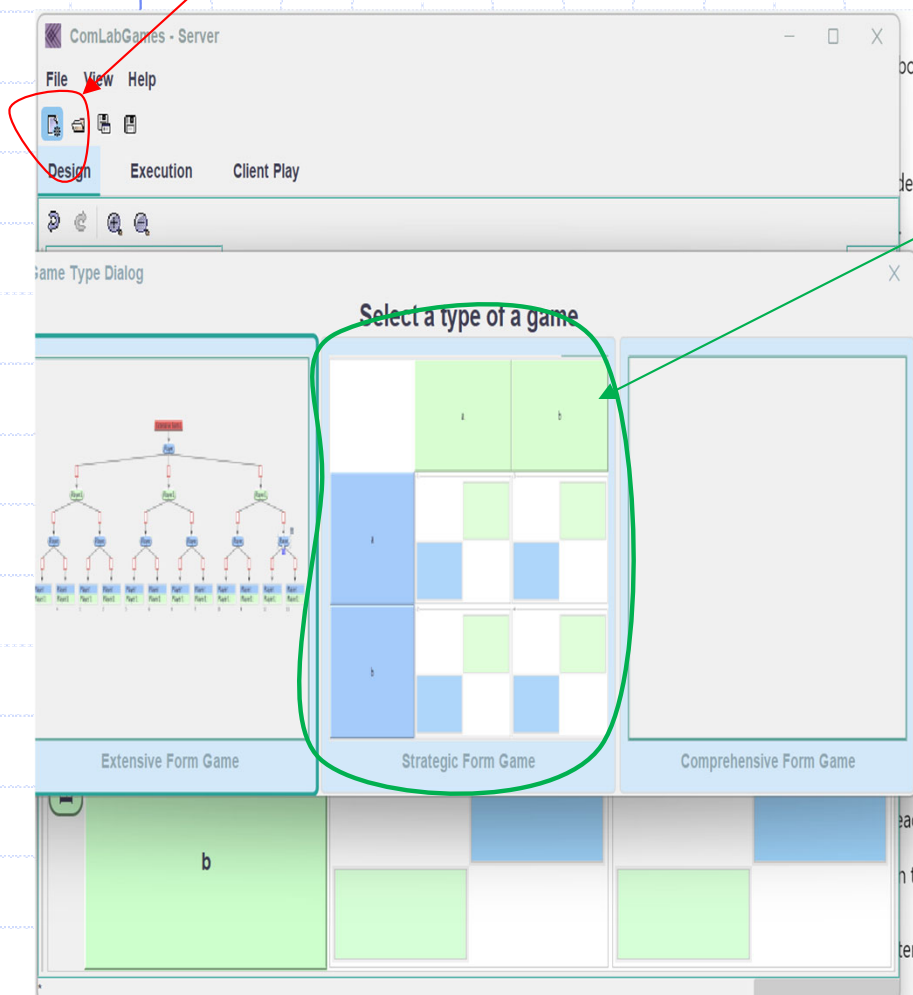 ComLabGames - Server
File View Help
Design Execution Client Play
Game Type Dialog
Select a type of a game
a b
a
b
Extensive Form Game Strategic Form Game Comprehensive Form Game
b